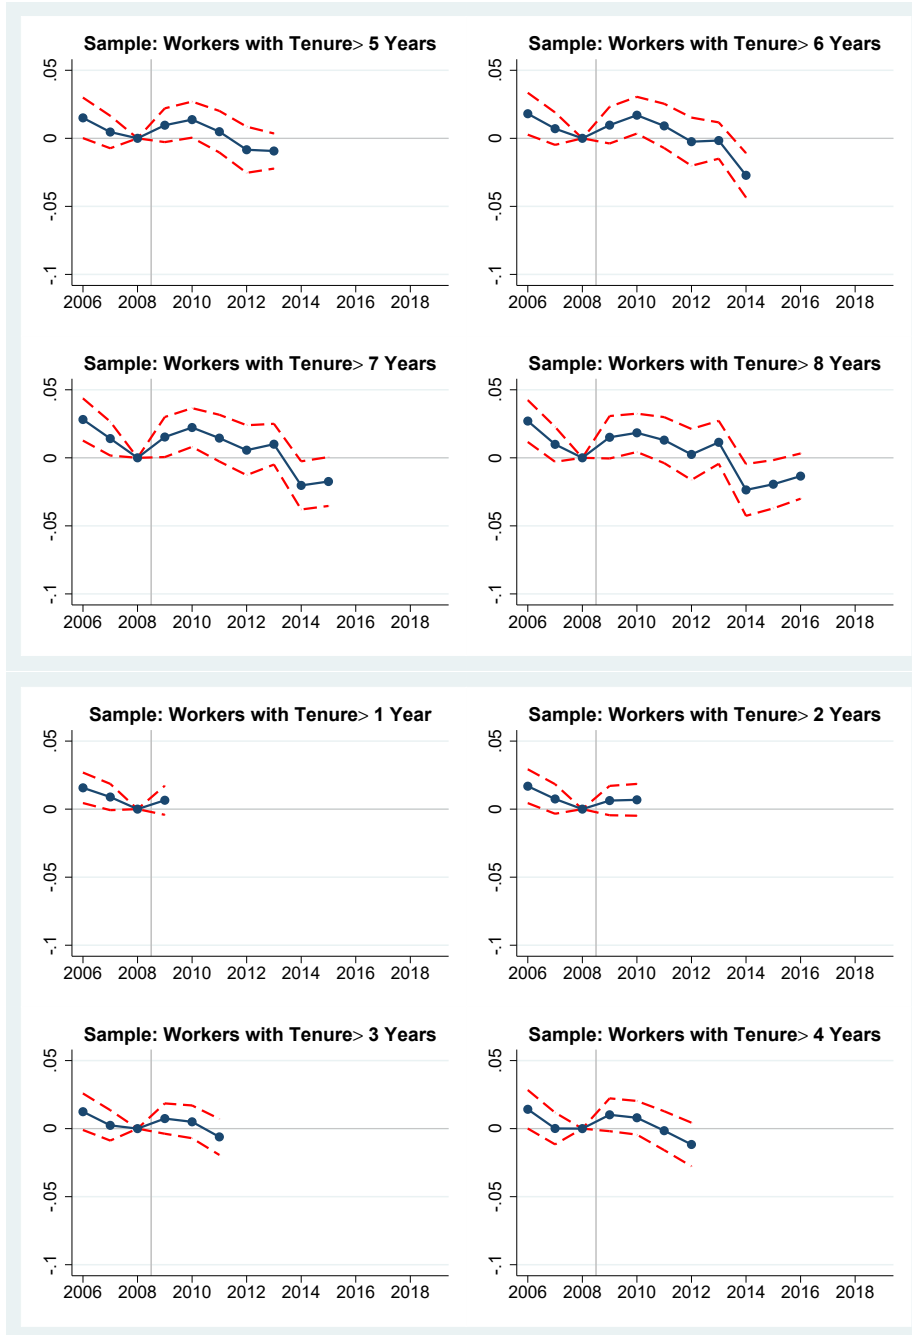 Sample: Workers with Tenure> 5 Years
.05
0
-.05
-.1
2006 2008 2010 2012 2014 2016 2018
Sample: Workers with Tenure> 6 Years
.05
0
-.05
-.1
2006 2008 2010 2012 2014 2016 2018
Sample: Workers with Tenure> 7 Years
.05
0
-.05
-.1
2006 2008 2010 2012 2014 2016 2018
Sample: Workers with Tenure> 8 Years
.05
0
-.05
-.1
2006 2008 2010 2012 2014 2016 2018
Sample: Workers with Tenure> 1 Year
.05
0
-.05
-.1
2006 2008 2010 2012 2014 2016 2018
Sample: Workers with Tenure> 2 Years
.05
0
-.05
-.1
2006 2008 2010 2012 2014 2016 2018
Sample: Workers with Tenure> 3 Years
.05
0
-.05
-.1
2006 2008 2010 2012 2014 2016 2018
Sample: Workers with Tenure> 4 Years
.05
0
-.05
-.1
2006 2008 2010 2012 2014 2016 2018